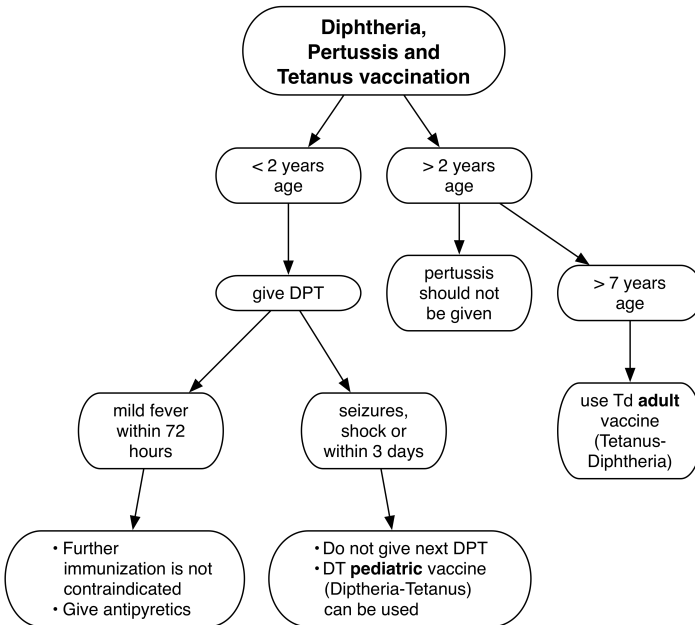 Diphtheria,
Pertussis and
Tetanus vaccination
< 2 years
age
> 2 years
age
give DPT
pertussis
should not
be given
> 7 years
age
mild fever
within 72
hours
seizures,
shock or
within 3 days
use Td adult
vaccine
(Tetanus-
Diphtheria)
• Further
immunization is not
contraindicated
• Give antipyretics
• Do not give next DPT
• DT pediatric vaccine
(Diptheria-Tetanus)
can be used